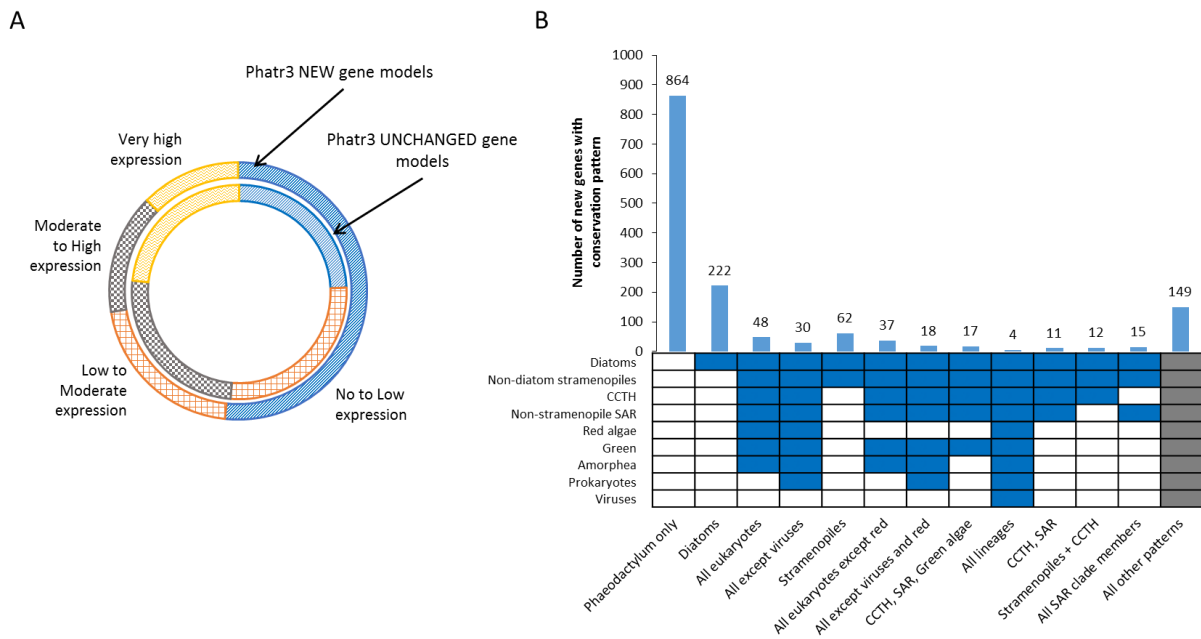 A
Phatr3 NEW gene models
Phatr3 UNCHANGED gene
models
Very high
expression
Moderate
to High
expression
Low to
Moderate
expression
No to Low
expression
B
Number of new genes with
conservation pattern
1000
900
800
700
600
500
400
300
200
100
0
864
222
48
30
62
37
18
17
4
11
12
15
149
Diatoms
Non-diatom stramenopiles
CCTH
Non-stramenopile SAR
Red algae
Green
Amorphea
Prokaryotes
Viruses
Phaeodactylum only
Diatoms
All eukaryotes
All except viruses
Stramenopiles
All eukaryotes except red
All except viruses and red
CCTH, SAR, Green algae
All lineages
CCTH, SAR
Stramenopiles + CCTH
All SAR clade members
All other patterns